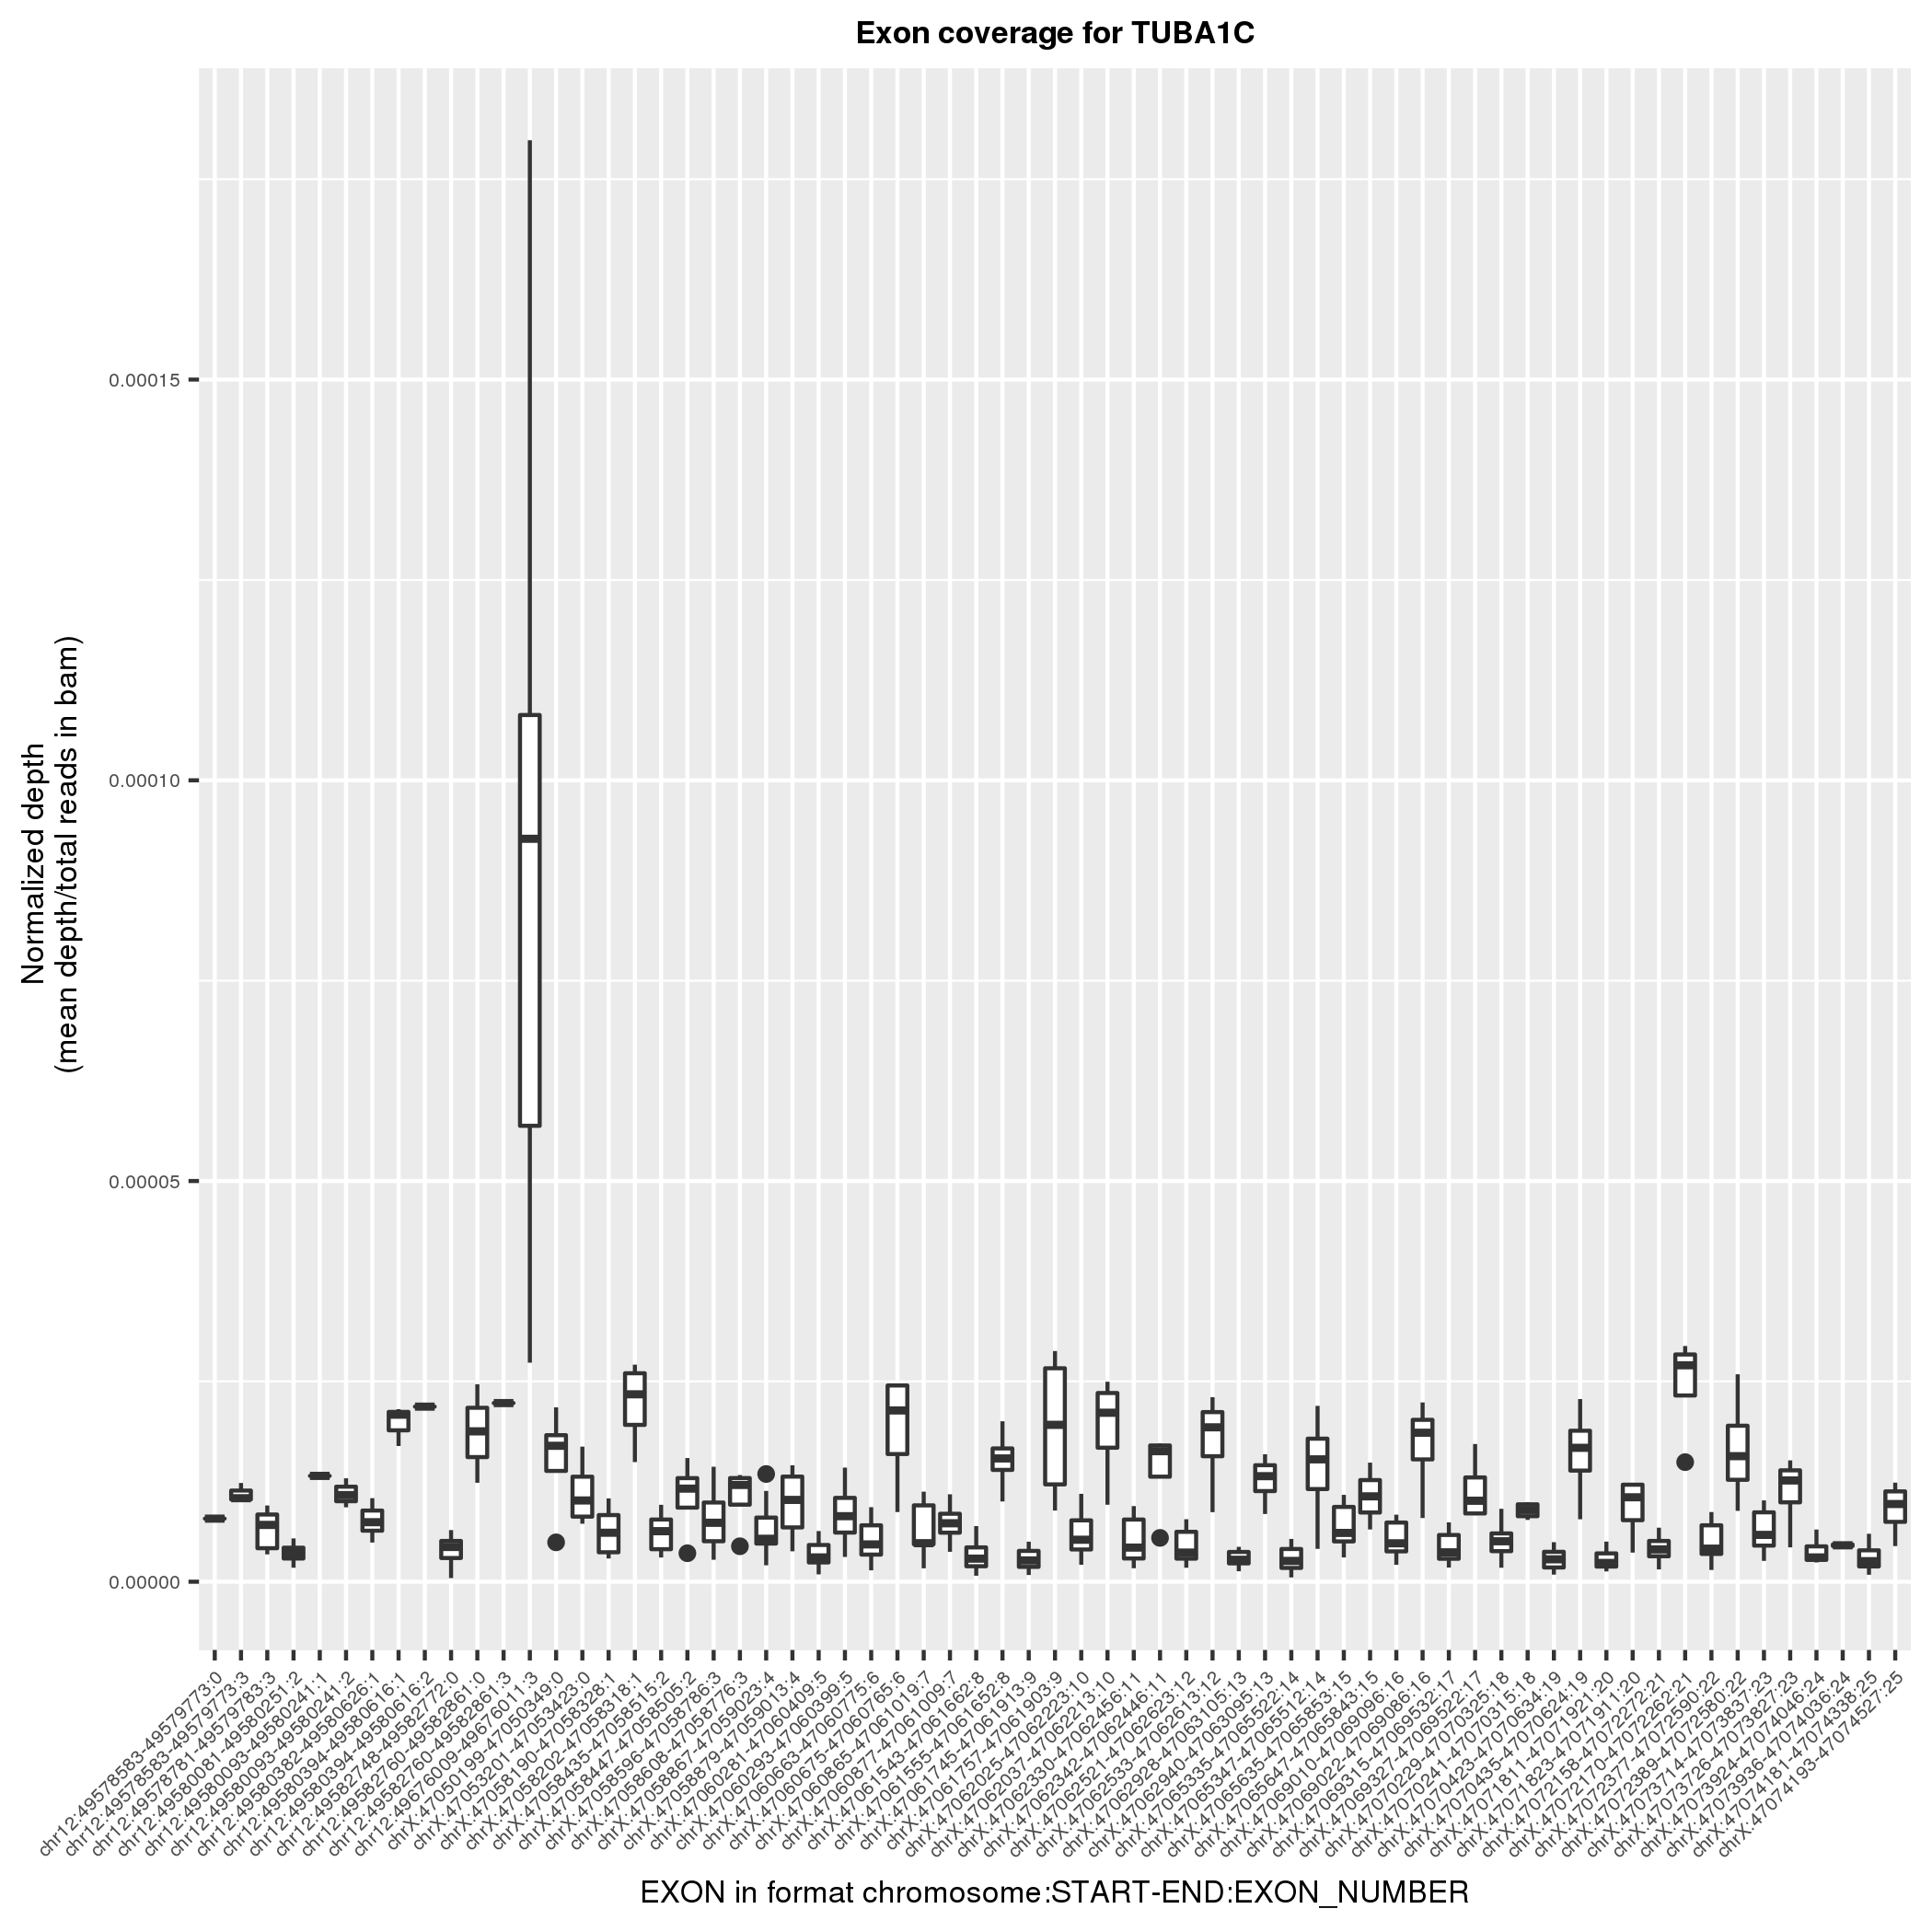 Exon coverage for TUBA1C
Normalized depth
(mean depth/total reads in bam)
0.00015
0.00010
0.00005
0.00000
chr12:49578583-49579773:0
chr12:49578583-49579773:3
chr12:49578781-49579783:3
chr12:49580093-49580251:2
chr12:49580093-49580241:1
chr12:49580093-49580241:2
chr12:49580382-49580626:1
chr12:49580394-49580616:1
chr12:49580394-49580616:2
chr12:49582748-49582772:0
chr12:49582760-49582861:0
chr12:49582760-49582861:3
chr12:49676009-49676011:3
chrX:47050199-47050349:0
chrX:47053201-47053423:0
chrX:47058190-47058328:1
chrX:47058202-47058318:1
chrX:47058435-47058515:2
chrX:47058447-47058505:2
chrX:47058596-47058786:3
chrX:47058608-47058776:3
chrX:47058867-47059023:4
chrX:47058879-47059013:4
chrX:47060281-47060409:5
chrX:47060293-47060399:5
chrX:47060663-47060775:6
chrX:47060675-47060765:6
chrX:47060865-47061019:7
chrX:47060877-47061009:7
chrX:47061543-47061662:8
chrX:47061555-47061652:8
chrX:47061745-47061913:9
chrX:47061757-47061903:9
chrX:47062025-47062223:10
chrX:47062037-47062213:10
chrX:47062330-47062456:11
chrX:47062342-47062446:11
chrX:47062521-47062623:12
chrX:47062533-47062613:12
chrX:47062928-47063105:13
chrX:47062940-47063095:13
chrX:47065335-47065522:14
chrX:47065347-47065512:14
chrX:47065635-47065853:15
chrX:47065647-47065843:15
chrX:47069010-47069096:16
chrX:47069022-47069086:16
chrX:47069315-47069532:17
chrX:47069327-47069522:17
chrX:47070229-47070325:18
chrX:47070241-47070315:18
chrX:47070423-47070634:19
chrX:47070435-47070624:19
chrX:47071811-47071921:20
chrX:47071823-47071911:20
chrX:47072158-47072272:21
chrX:47072170-47072262:21
chrX:47072377-47072590:22
chrX:47072389-47072580:22
chrX:47073714-47073837:23
chrX:47073726-47073827:23
chrX:47073924-47074046:24
chrX:47073936-47074036:24
chrX:47074181-47074338:25
chrX:47074193-47074527:25
EXON in format chromosome:START-END:EXON_NUMBER